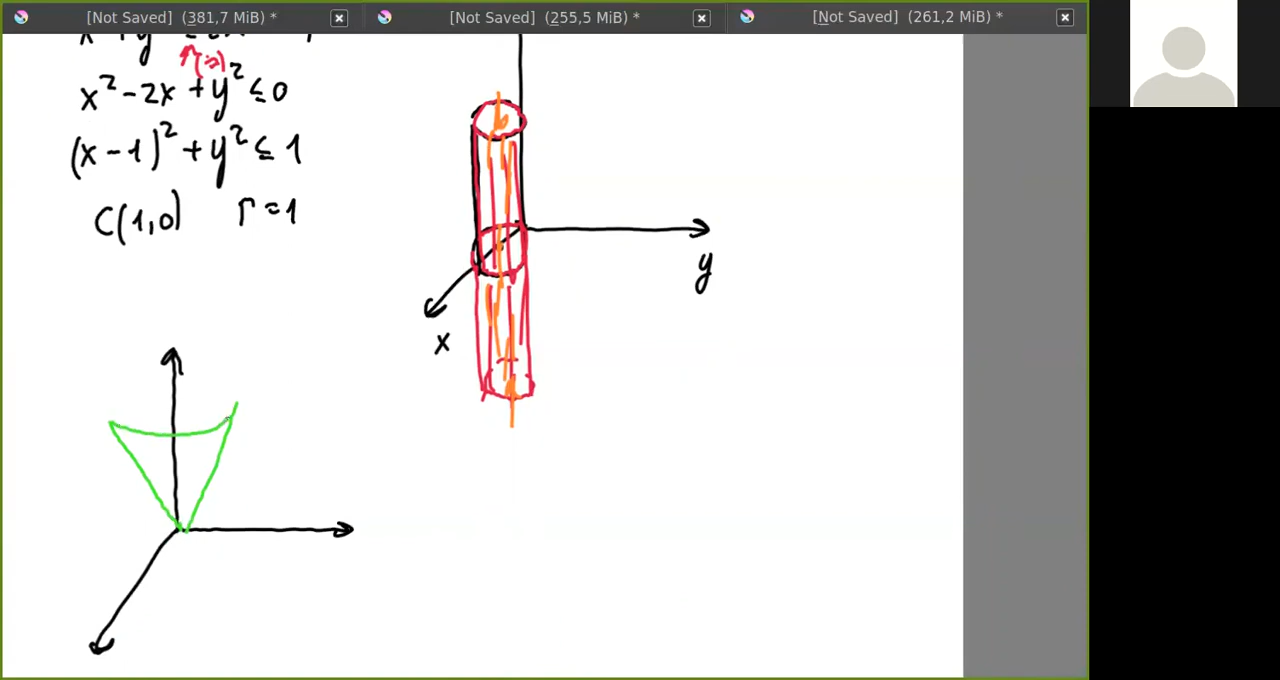 [Not Saved] (381,7 MiB) * [Not Saved] (255,5 MiB) * [Not Saved] (261,2 MiB) *
x² - 2x + y² ≤ 0
(x - 1)² + y² ≤ 1
C(1,0) r = 1
y
x